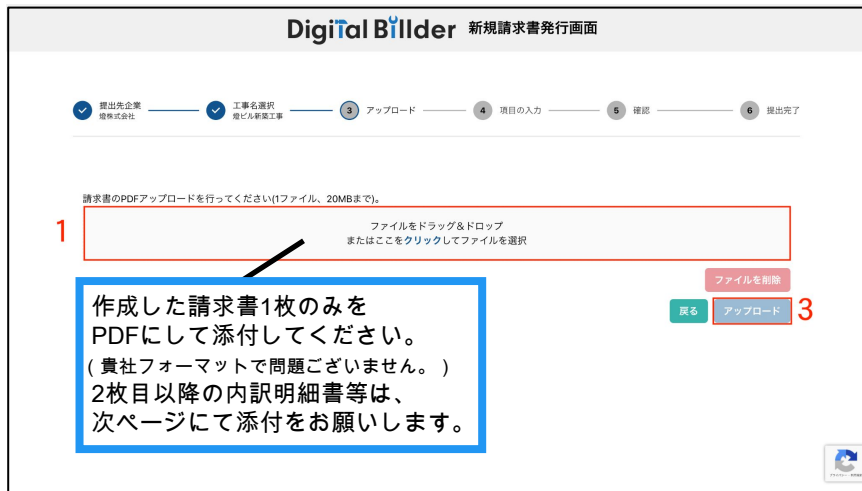 Digital Billder 新規請求書発行画面
提出先企業
燈株式会社
工事名選択
燈ビル新築工事
3 アップロード
4 項目の入力
5 確認
6 提出完了
請求書のPDFアップロードを行ってください(1ファイル、20MBまで)。
1
ファイルをドラッグ&ドロップ
またはここをクリックしてファイルを選択
ファイルを削除
戻る アップロード 3
作成した請求書1枚のみを
PDFにして添付してください。
(貴社フォーマットで問題ございません。)
2枚目以降の内訳明細書等は、
次ページにて添付をお願いします。